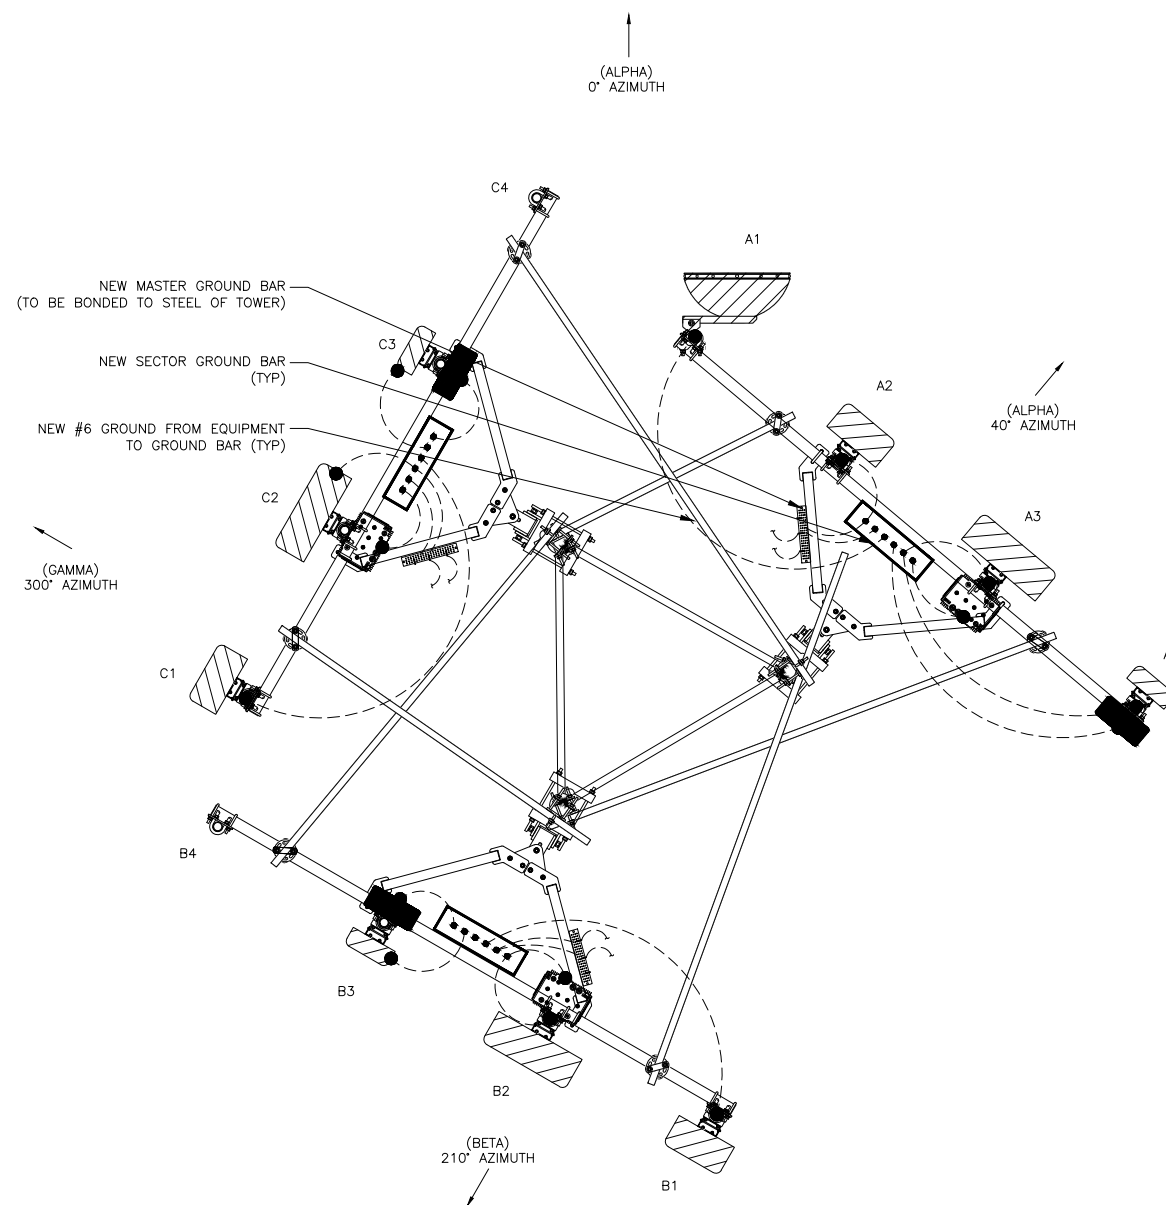 (ALPHA)
0° AZIMUTH
C4
A1
NEW MASTER GROUND BAR
(TO BE BONDED TO STEEL OF TOWER)
C3
NEW SECTOR GROUND BAR
(TYP)
A2
(ALPHA)
40° AZIMUTH
NEW #6 GROUND FROM EQUIPMENT
TO GROUND BAR (TYP)
C2
A3
(GAMMA)
300° AZIMUTH
C1
B4
B3
B2
(BETA)
210° AZIMUTH
B1